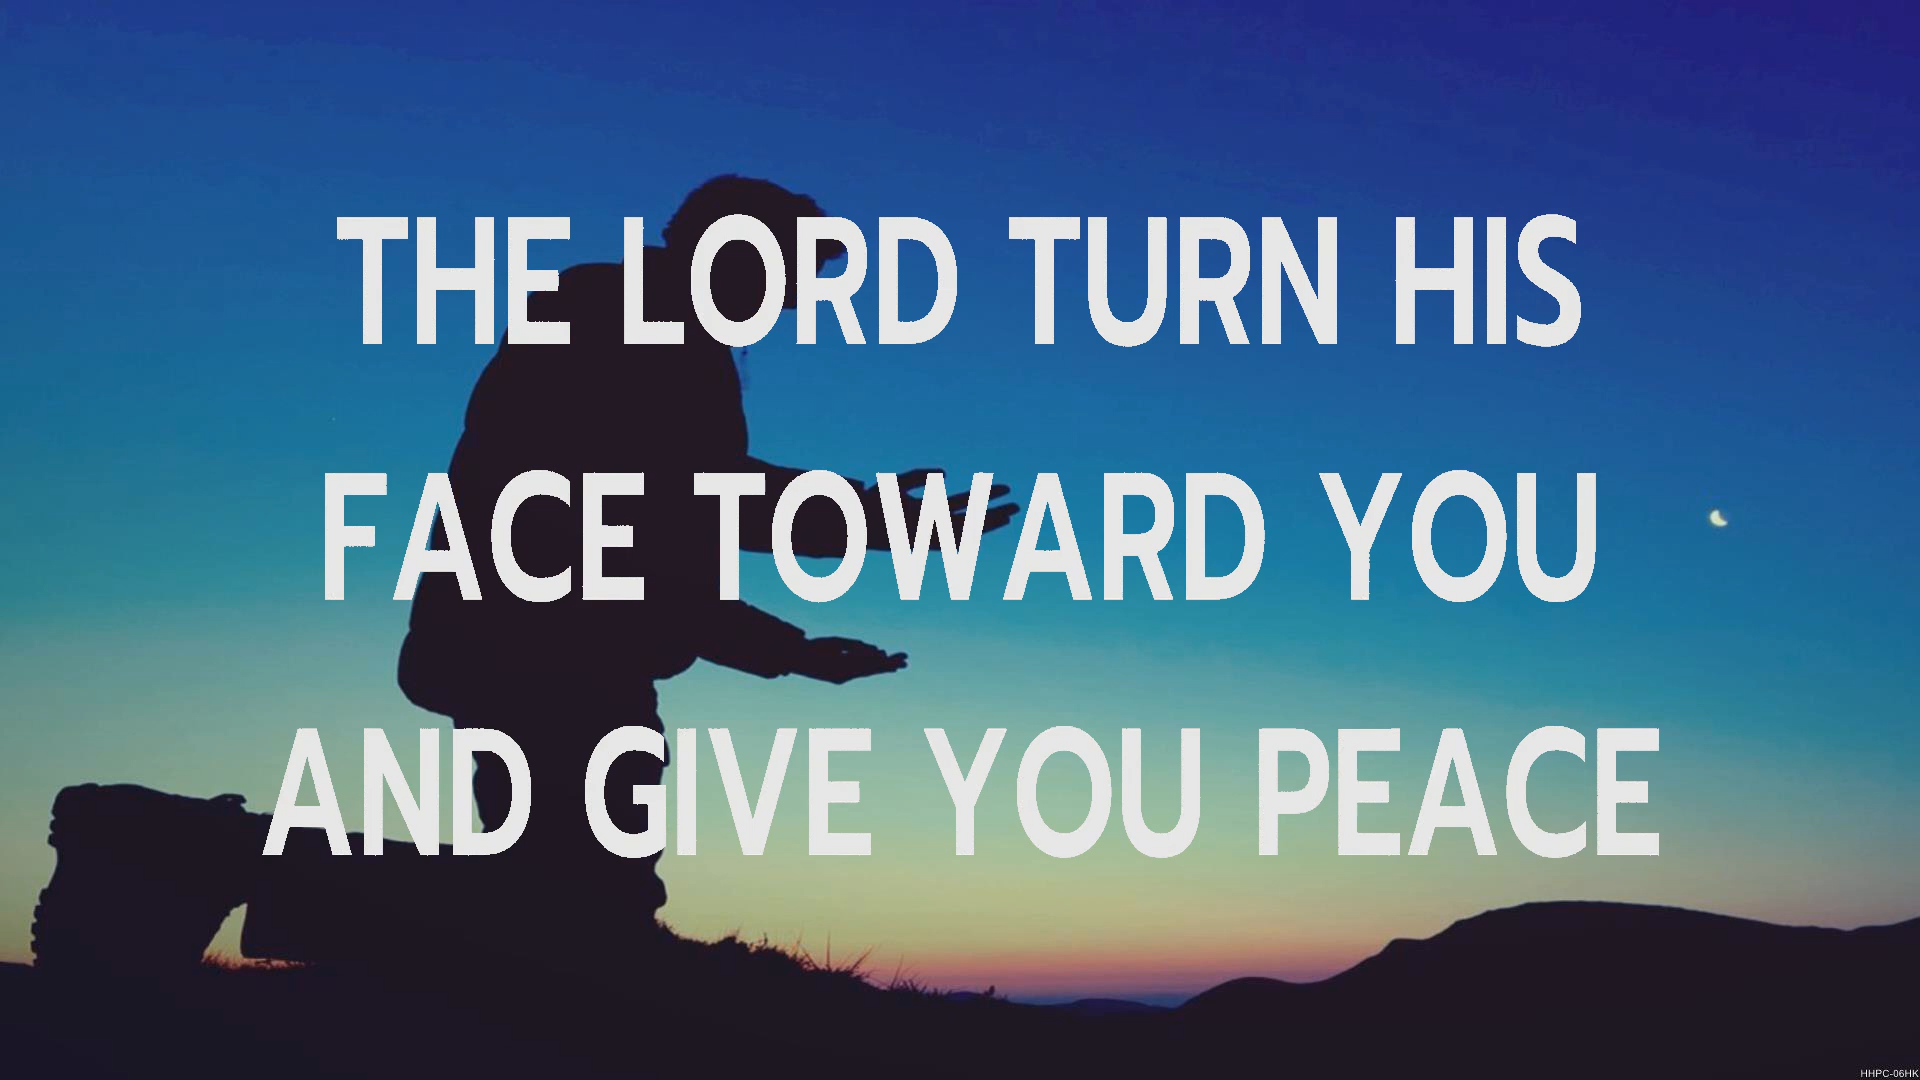 THE LORD TURN HIS
FACE TOWARD YOU
AND GIVE YOU PEACE
HHPC-06HK